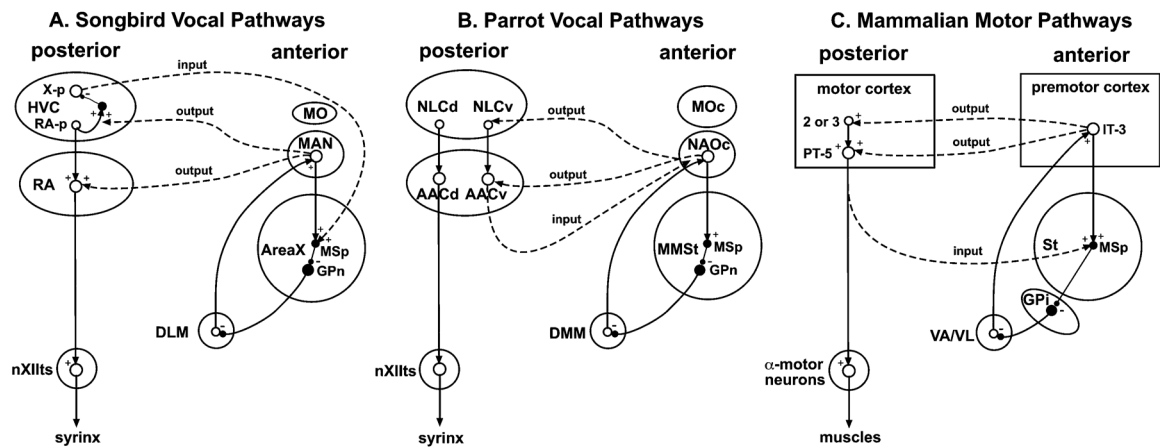 A. Songbird Vocal Pathways
posterior
anterior
input
X-p
HVC
RA-p
+
+
output
MO
MAN
+
RA
+
+
output
AreaX
+
+
MSp
-
GPn
DLM
-
nXIIts
+
syrinx
B. Parrot Vocal Pathways
posterior
anterior
NLCd
NLCv
output
MOc
NAOc
output
AACd
AACv
input
MMSt
+
MSp
-
GPn
DMM
-
nXIIts
syrinx
C. Mammalian Motor Pathways
posterior
anterior
motor cortex
premotor cortex
2 or 3
+
output
IT-3
+
PT-5
+
+
output
input
St
+
+
MSp
GPi
-
VA/VL
-
α-motor
neurons
+
muscles